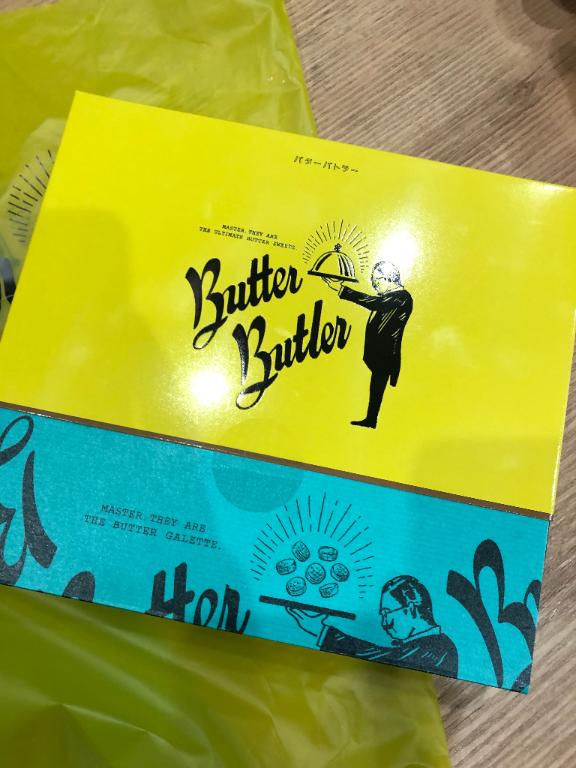 バターバトラー
MASTER, THEY ARE
THE ULTIMATE BUTTER SWEETS.
Butter
Butler
MASTER, THEY ARE
THE BUTTER GALETTE.
tter